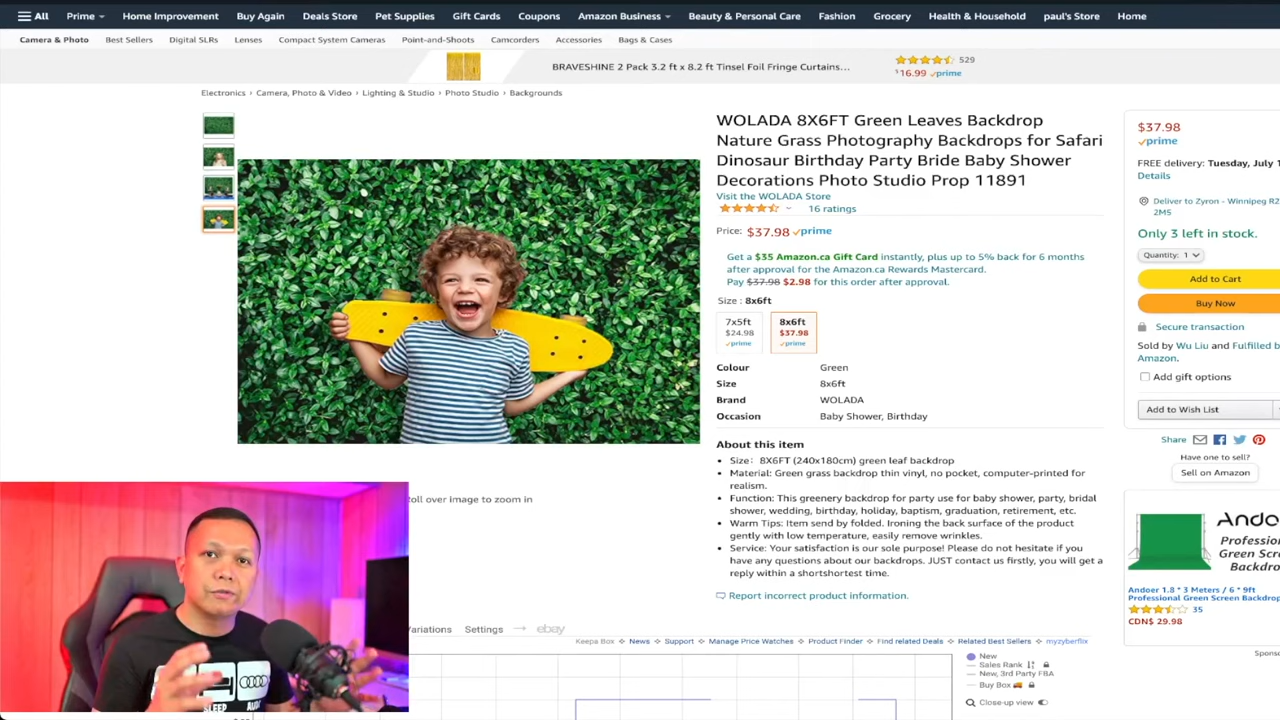 All Prime Home Improvement Buy Again Deals Store Pet Supplies Gift Cards Coupons Amazon Business Beauty & Personal Care Fashion Grocery Health & Household paul's Store Home
Camera & Photo Best Sellers Digital SLRs Lenses Compact System Cameras Point-and-Shoots Camcorders Accessories Bags & Cases
BRAVESHINE 2 Pack 3.2 ft x 8.2 ft Tinsel Foil Fringe Curtains... 529
$16.99 prime
Electronics › Camera, Photo & Video › Lighting & Studio › Photo Studio › Backgrounds
WOLADA 8X6FT Green Leaves Backdrop
Nature Grass Photography Backdrops for Safari
Dinosaur Birthday Party Bride Baby Shower
Decorations Photo Studio Prop 11891
Visit the WOLADA Store
16 ratings
Price: $37.98 prime
Get a $35 Amazon.ca Gift Card instantly, plus up to 5% back for 6 months
after approval for the Amazon.ca Rewards Mastercard.
Pay $37.98 $2.98 for this order after approval.
Size : 8x6ft
7x5ft 8x6ft
$24.98 $37.98
prime prime
Colour Green
Size 8x6ft
Brand WOLADA
Occasion Baby Shower, Birthday
About this item
• Size： 8X6FT (240x180cm) green leaf backdrop
• Material: Green grass backdrop thin vinyl, no pocket, computer-printed for
realism.
• Function: This greenery backdrop for party use for baby shower, party, bridal
shower, wedding, birthday, holiday, baptism, graduation, retirement, etc.
• Warm Tips: Item send by folded. Ironing the back surface of the product
gently with low temperature, easily remove wrinkles.
• Service: Your satisfaction is our sole purpose! Please do not hesitate if you
have any questions about our backdrops. JUST contact us firstly, you will get a
reply within a shortshortest time.
Report incorrect product information.
$37.98
prime
FREE delivery: Tuesday, July 1
Details
Deliver to Zyron - Winnipeg R2
2M5
Only 3 left in stock.
Quantity: 1
Add to Cart
Buy Now
Secure transaction
Sold by Wu Liu and Fulfilled b
Amazon.
Add gift options
Add to Wish List
Share
Have one to sell?
Sell on Amazon
Ando
Professio
Green Scree
Backdro
Andoer 1.8 * 3 Meters / 6 * 9ft
Professional Green Screen Backdrop
35
CDN$ 29.98
Sponso
oll over image to zoom in
ariations Settings ebay
Keepa Box News Support Manage Price Watches Product Finder Find related Deals Related Best Sellers myzyberflix
New
Sales Rank
New, 3rd Party FBA
Buy Box
Close-up view
SLEEP AUD